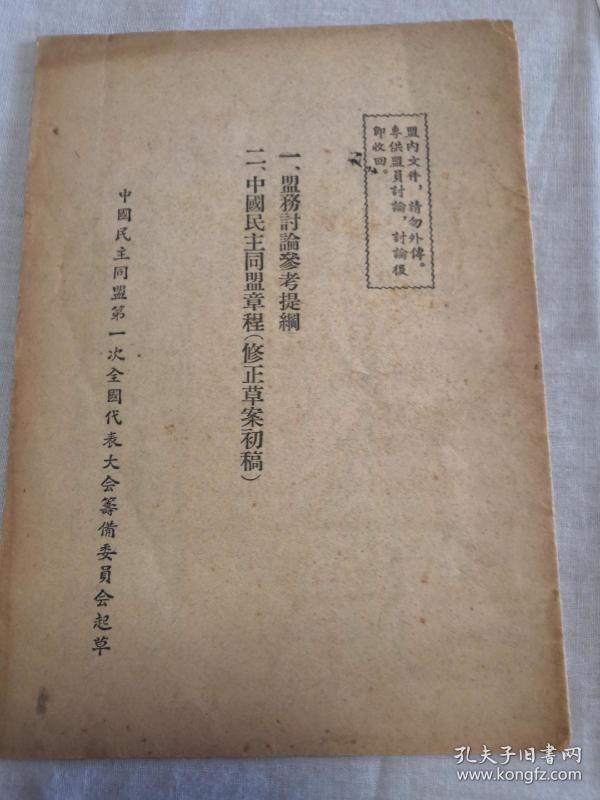 盟內文件，請勿外傳。
專供盟員討論，討論後
卽收回。
一、盟務討論參考提綱
二、中國民主同盟章程（修正草案初稿）
中國民主同盟第一次全國代表大会籌備委員会起草
孔夫子旧書网
www.kongfz.com